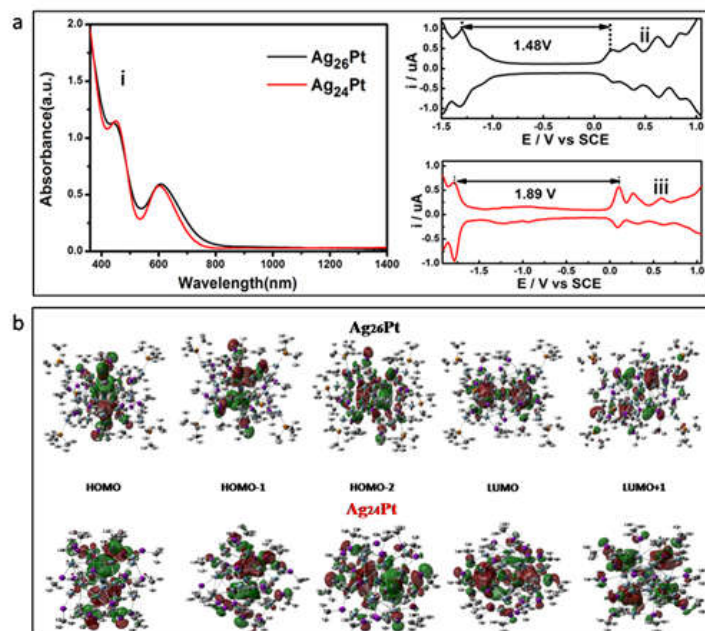 a
i
Ag26Pt
Ag24Pt
Absorbance(a.u.)
2.0
1.5
1.0
0.5
0.0
400
600
800
1000
1200
1400
Wavelength(nm)
ii
1.48V
i / uA
1.0
0.5
0.0
-0.5
-1.0
-1.5
-1.0
-0.5
0.0
0.5
1.0
E / V vs SCE
iii
1.89 V
i / uA
1.0
0.5
0.0
-0.5
-1.0
-1.5
-1.0
-0.5
0.0
0.5
1.0
E / V vs SCE
b
Ag26Pt
HOMO
HOMO-1
HOMO-2
LUMO
LUMO+1
Ag24Pt